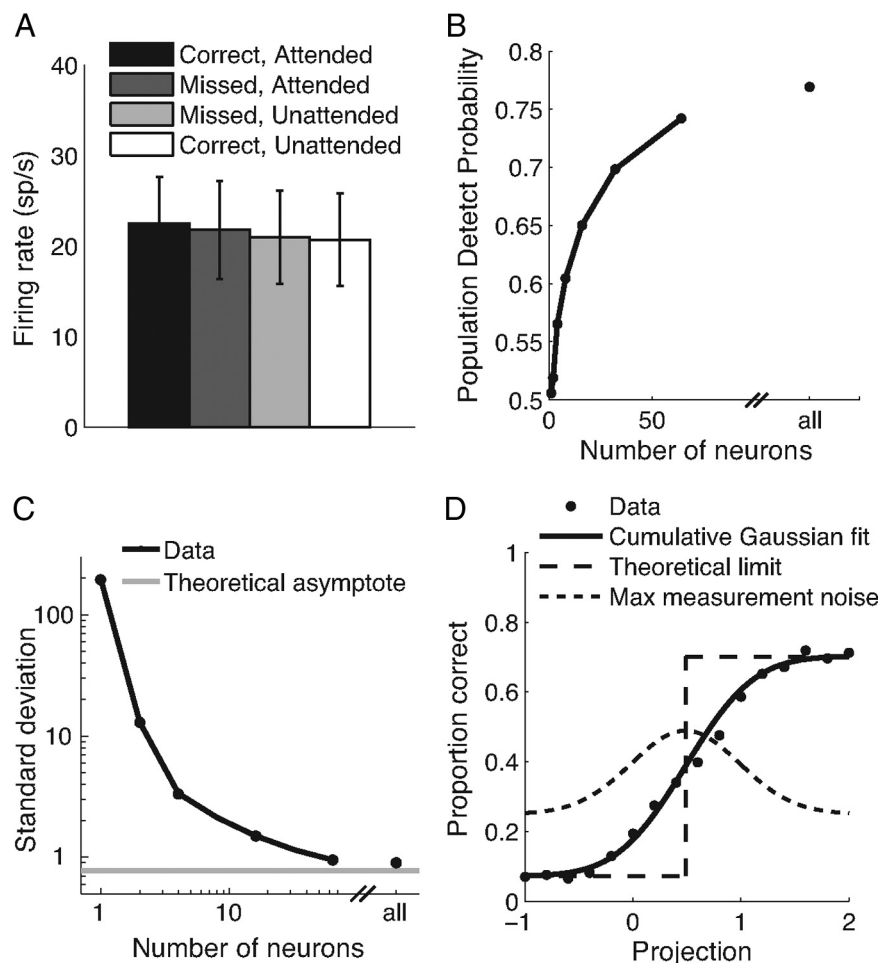 A
Correct, Attended
Missed, Attended
Missed, Unattended
Correct, Unattended
40
30
20
10
0
Firing rate (sp/s)
B
0.8
0.75
0.7
0.65
0.6
0.55
0.5
Population Detetct Probability
0
50
all
Number of neurons
C
Data
Theoretical asymptote
100
10
1
Standard deviation
1
10
all
Number of neurons
D
Data
Cumulative Gaussian fit
Theoretical limit
Max measurement noise
1
0.8
0.6
0.4
0.2
0
Proportion correct
−1
0
1
2
Projection